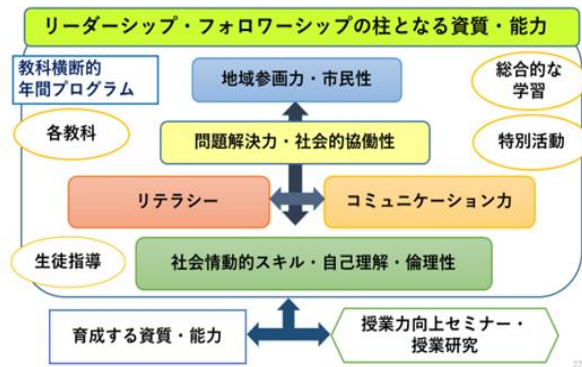 リーダーシップ・フォロワーシップの柱となる資質・能力
教科横断的
年間プログラム
地域参画力・市民性
総合的な
学習
各教科
問題解決力・社会的協働性
特別活動
リテラシー
コミュニケーション力
生徒指導
社会情動的スキル・自己理解・倫理性
育成する資質・能力
授業力向上セミナー・
授業研究
27